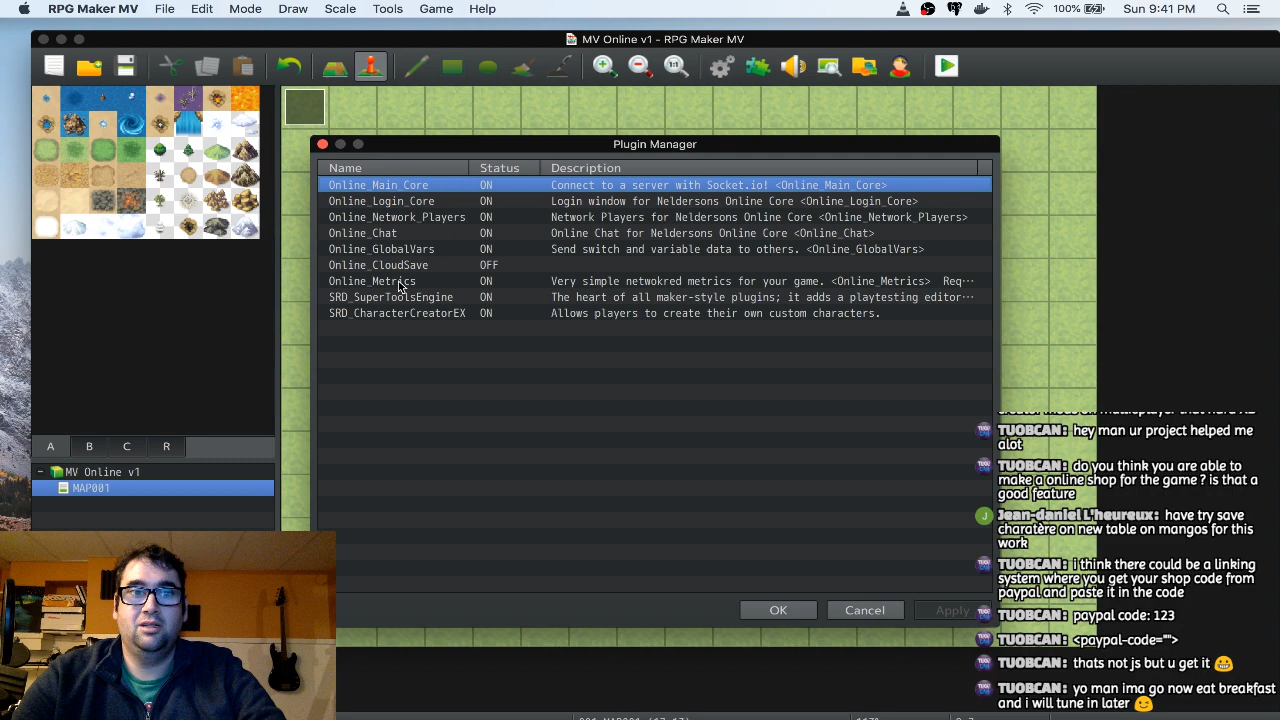 RPG Maker MV File Edit Mode Draw Scale Tools Game Help 100% Sun 9:41 PM
MV Online v1 - RPG Maker MV
Plugin Manager
Name Status Description
Online_Main_Core ON Connect to a server with Socket.io! <Online_Main_Core>
Online_Login_Core ON Login window for Neldersons Online Core <Online_Login_Core>
Online_Network_Players ON Network Players for Neldersons Online Core <Online_Network_Players>
Online_Chat ON Online Chat for Neldersons Online Core <Online_Chat>
Online_GlobalVars ON Send switch and variable data to others. <Online_GlobalVars>
Online_CloudSave OFF
Online_Metrics ON Very simple netwokred metrics for your game. <Online_Metrics> Req···
SRD_SuperToolsEngine ON The heart of all maker-style plugins; it adds a playtesting editor···
SRD_CharacterCreatorEX ON Allows players to create their own custom characters.
OK Cancel Apply
A B C R
MV Online v1
MAP001
TUOBCAN: hey man ur project helped me
alot
TUOBCAN: do you think you are able to
make a online shop for the game ? is that a
good feature
J Jean-daniel L'heureux: have try save
charatère on new table on mangos for this
work
TUOBCAN: i think there could be a linking
system where you get your shop code from
paypal and paste it in the code
TUOBCAN: paypal code: 123
TUOBCAN: <paypal-code="">
TUOBCAN: thats not js but u get it 😀
TUOBCAN: yo man ima go now eat breakfast
and i will tune in later 😊